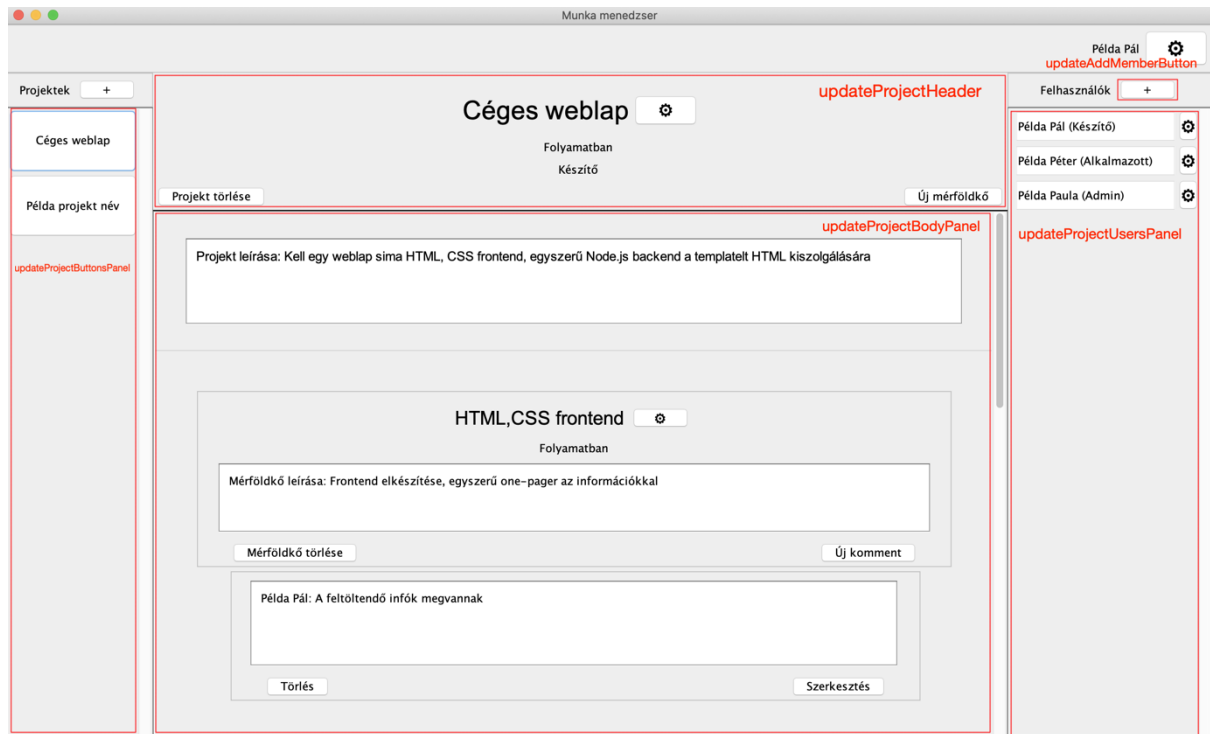 Munka menedzser
Példa Pál ⚙
updateAddMemberButton
Projektek +
Céges weblap
Példa projekt név
updateProjectButtonsPanel
updateProjectHeader
Céges weblap ⚙
Folyamatban
Készítő
Projekt törlése
Új mérföldkő
updateProjectBodyPanel
Projekt leírása: Kell egy weblap sima HTML, CSS frontend, egyszerű Node.js backend a templatelt HTML kiszolgálására
HTML,CSS frontend ⚙
Folyamatban
Mérföldkő leírása: Frontend elkészítése, egyszerű one-pager az információkkal
Mérföldkő törlése
Új komment
Példa Pál: A feltöltendő infók megvannak
Törlés
Szerkesztés
Felhasználók +
Példa Pál (Készítő) ⚙
Példa Péter (Alkalmazott) ⚙
Példa Paula (Admin) ⚙
updateProjectUsersPanel